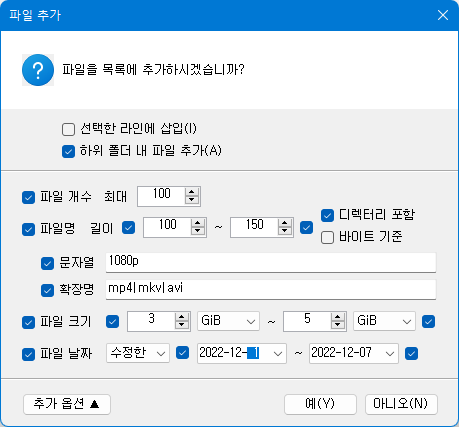 파일 추가
파일을 목록에 추가하시겠습니까?
선택한 라인에 삽입(I)
하위 폴더 내 파일 추가(A)
파일 개수 최대 100
파일명 길이 100 ~ 150 디렉터리 포함
바이트 기준
문자열 1080p
확장명 mp4|mkv|avi
파일 크기 3 GiB ~ 5 GiB
파일 날짜 수정한 2022-12- 1 ~ 2022-12-07
추가 옵션 ▲ 예(Y) 아니오(N)